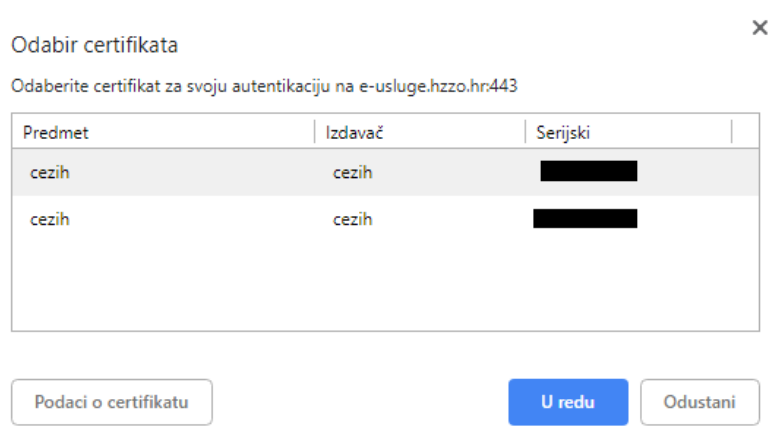 Odabir certifikata
Odaberite certifikat za svoju autentikaciju na e-usluge.hzzo.hr:443
Predmet Izdavač Serijski
cezih cezih
cezih cezih
Podaci o certifikatu U redu Odustani